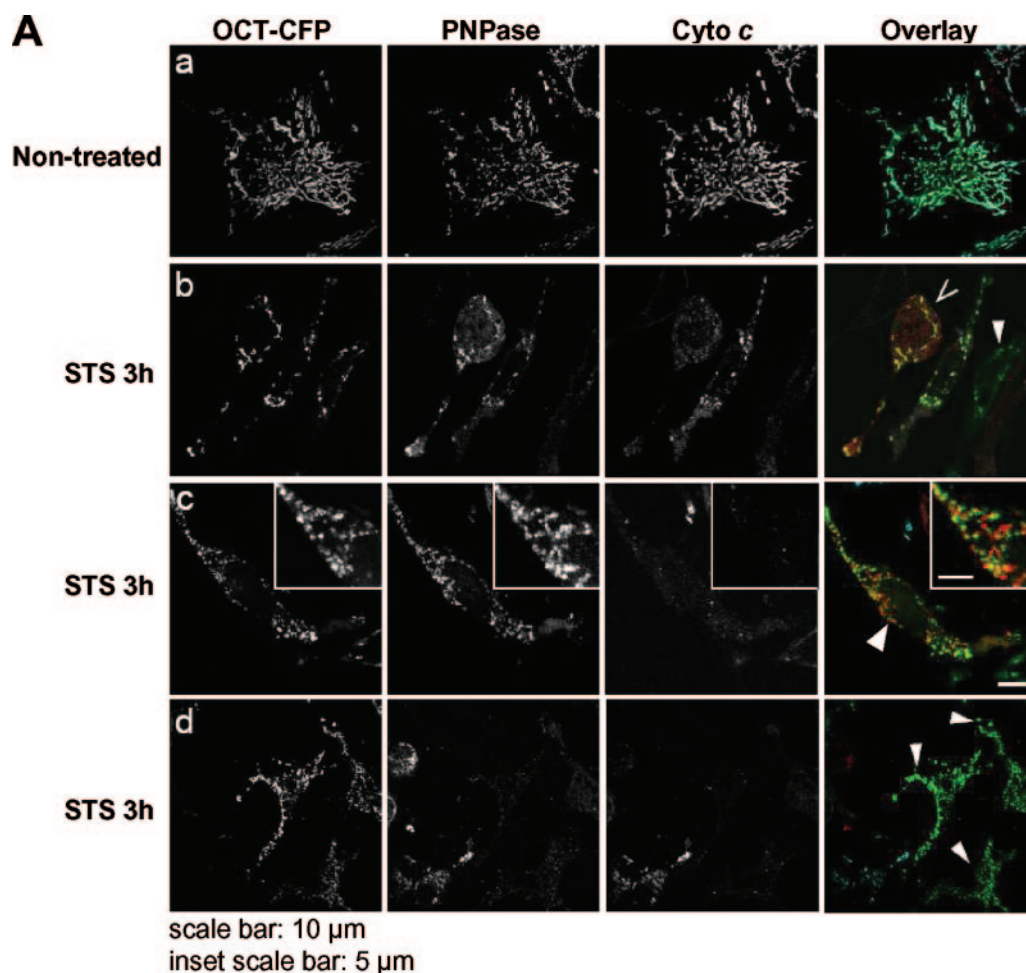 A
OCT-CFP PNPase Cyto c Overlay
a
Non-treated
b
STS 3h
c
STS 3h
d
STS 3h
scale bar: 10 µm
inset scale bar: 5 µm